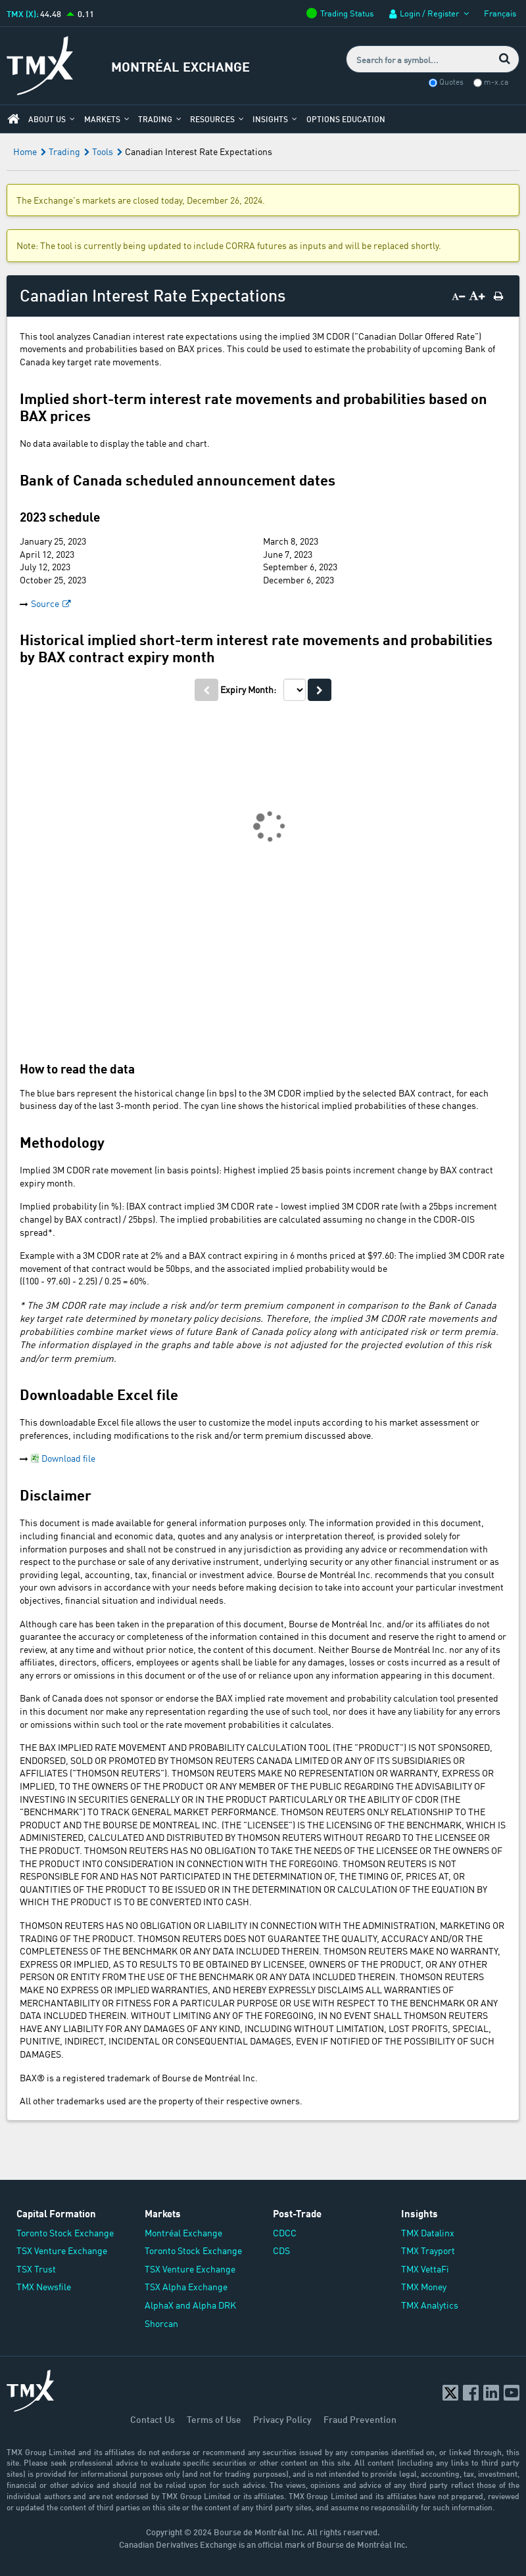 TMX (X): 44.48 0.11
Trading Status Login / Register Français
TMX
MONTRÉAL EXCHANGE
Search for a symbol...
Quotes m-x.ca
ABOUT US MARKETS TRADING RESOURCES INSIGHTS OPTIONS EDUCATION
Home Trading Tools Canadian Interest Rate Expectations
The Exchange's markets are closed today, December 26, 2024.
Note: The tool is currently being updated to include CORRA futures as inputs and will be replaced shortly.
Canadian Interest Rate Expectations
A− A+
This tool analyzes Canadian interest rate expectations using the implied 3M CDOR ("Canadian Dollar Offered Rate")
movements and probabilities based on BAX prices. This could be used to estimate the probability of upcoming Bank of
Canada key target rate movements.
Implied short-term interest rate movements and probabilities based on
BAX prices
No data available to display the table and chart.
Bank of Canada scheduled announcement dates
2023 schedule
January 25, 2023 March 8, 2023
April 12, 2023 June 7, 2023
July 12, 2023 September 6, 2023
October 25, 2023 December 6, 2023
Source
Historical implied short-term interest rate movements and probabilities
by BAX contract expiry month
Expiry Month:
How to read the data
The blue bars represent the historical change (in bps) to the 3M CDOR implied by the selected BAX contract, for each
business day of the last 3-month period. The cyan line shows the historical implied probabilities of these changes.
Methodology
Implied 3M CDOR rate movement (in basis points): Highest implied 25 basis points increment change by BAX contract
expiry month.
Implied probability (in %): (BAX contract implied 3M CDOR rate - lowest implied 3M CDOR rate (with a 25bps increment
change) by BAX contract) / 25bps). The implied probabilities are calculated assuming no change in the CDOR-OIS
spread*.
Example with a 3M CDOR rate at 2% and a BAX contract expiring in 6 months priced at $97.60: The implied 3M CDOR rate
movement of that contract would be 50bps, and the associated implied probability would be
((100 - 97.60) - 2.25) / 0.25 = 60%.
* The 3M CDOR rate may include a risk and/or term premium component in comparison to the Bank of Canada
key target rate determined by monetary policy decisions. Therefore, the implied 3M CDOR rate movements and
probabilities combine market views of future Bank of Canada policy along with anticipated risk or term premia.
The information displayed in the graphs and table above is not adjusted for the projected evolution of this risk
and/or term premium.
Downloadable Excel file
This downloadable Excel file allows the user to customize the model inputs according to his market assessment or
preferences, including modifications to the risk and/or term premium discussed above.
Download file
Disclaimer
This document is made available for general information purposes only. The information provided in this document,
including financial and economic data, quotes and any analysis or interpretation thereof, is provided solely for
information purposes and shall not be construed in any jurisdiction as providing any advice or recommendation with
respect to the purchase or sale of any derivative instrument, underlying security or any other financial instrument or as
providing legal, accounting, tax, financial or investment advice. Bourse de Montréal Inc. recommends that you consult
your own advisors in accordance with your needs before making decision to take into account your particular investment
objectives, financial situation and individual needs.
Although care has been taken in the preparation of this document, Bourse de Montréal Inc. and/or its affiliates do not
guarantee the accuracy or completeness of the information contained in this document and reserve the right to amend or
review, at any time and without prior notice, the content of this document. Neither Bourse de Montréal Inc. nor any of its
affiliates, directors, officers, employees or agents shall be liable for any damages, losses or costs incurred as a result of
any errors or omissions in this document or of the use of or reliance upon any information appearing in this document.
Bank of Canada does not sponsor or endorse the BAX implied rate movement and probability calculation tool presented
in this document nor make any representation regarding the use of such tool, nor does it have any liability for any errors
or omissions within such tool or the rate movement probabilities it calculates.
THE BAX IMPLIED RATE MOVEMENT AND PROBABILITY CALCULATION TOOL (THE "PRODUCT") IS NOT SPONSORED,
ENDORSED, SOLD OR PROMOTED BY THOMSON REUTERS CANADA LIMITED OR ANY OF ITS SUBSIDIARIES OR
AFFILIATES ("THOMSON REUTERS"). THOMSON REUTERS MAKE NO REPRESENTATION OR WARRANTY, EXPRESS OR
IMPLIED, TO THE OWNERS OF THE PRODUCT OR ANY MEMBER OF THE PUBLIC REGARDING THE ADVISABILITY OF
INVESTING IN SECURITIES GENERALLY OR IN THE PRODUCT PARTICULARLY OR THE ABILITY OF CDOR (THE
"BENCHMARK") TO TRACK GENERAL MARKET PERFORMANCE. THOMSON REUTERS ONLY RELATIONSHIP TO THE
PRODUCT AND THE BOURSE DE MONTREAL INC. (THE "LICENSEE") IS THE LICENSING OF THE BENCHMARK, WHICH IS
ADMINISTERED, CALCULATED AND DISTRIBUTED BY THOMSON REUTERS WITHOUT REGARD TO THE LICENSEE OR
THE PRODUCT. THOMSON REUTERS HAS NO OBLIGATION TO TAKE THE NEEDS OF THE LICENSEE OR THE OWNERS OF
THE PRODUCT INTO CONSIDERATION IN CONNECTION WITH THE FOREGOING. THOMSON REUTERS IS NOT
RESPONSIBLE FOR AND HAS NOT PARTICIPATED IN THE DETERMINATION OF, THE TIMING OF, PRICES AT, OR
QUANTITIES OF THE PRODUCT TO BE ISSUED OR IN THE DETERMINATION OR CALCULATION OF THE EQUATION BY
WHICH THE PRODUCT IS TO BE CONVERTED INTO CASH.
THOMSON REUTERS HAS NO OBLIGATION OR LIABILITY IN CONNECTION WITH THE ADMINISTRATION, MARKETING OR
TRADING OF THE PRODUCT. THOMSON REUTERS DOES NOT GUARANTEE THE QUALITY, ACCURACY AND/OR THE
COMPLETENESS OF THE BENCHMARK OR ANY DATA INCLUDED THEREIN. THOMSON REUTERS MAKE NO WARRANTY,
EXPRESS OR IMPLIED, AS TO RESULTS TO BE OBTAINED BY LICENSEE, OWNERS OF THE PRODUCT, OR ANY OTHER
PERSON OR ENTITY FROM THE USE OF THE BENCHMARK OR ANY DATA INCLUDED THEREIN. THOMSON REUTERS
MAKE NO EXPRESS OR IMPLIED WARRANTIES, AND HEREBY EXPRESSLY DISCLAIMS ALL WARRANTIES OF
MERCHANTABILITY OR FITNESS FOR A PARTICULAR PURPOSE OR USE WITH RESPECT TO THE BENCHMARK OR ANY
DATA INCLUDED THEREIN. WITHOUT LIMITING ANY OF THE FOREGOING, IN NO EVENT SHALL THOMSON REUTERS
HAVE ANY LIABILITY FOR ANY DAMAGES OF ANY KIND, INCLUDING WITHOUT LIMITATION, LOST PROFITS, SPECIAL,
PUNITIVE, INDIRECT, INCIDENTAL OR CONSEQUENTIAL DAMAGES, EVEN IF NOTIFIED OF THE POSSIBILITY OF SUCH
DAMAGES.
BAX® is a registered trademark of Bourse de Montréal Inc.
All other trademarks used are the property of their respective owners.
Capital Formation Markets Post-Trade Insights
Toronto Stock Exchange Montréal Exchange CDCC TMX Datalinx
TSX Venture Exchange Toronto Stock Exchange CDS TMX Trayport
TSX Trust TSX Venture Exchange TMX VettaFi
TMX Newsfile TSX Alpha Exchange TMX Money
AlphaX and Alpha DRK TMX Analytics
Shorcan
TMX
Contact Us Terms of Use Privacy Policy Fraud Prevention
TMX Group Limited and its affiliates do not endorse or recommend any securities issued by any companies identified on, or linked through, this
site. Please seek professional advice to evaluate specific securities or other content on this site. All content (including any links to third party
sites) is provided for informational purposes only (and not for trading purposes), and is not intended to provide legal, accounting, tax, investment,
financial or other advice and should not be relied upon for such advice. The views, opinions and advice of any third party reflect those of the
individual authors and are not endorsed by TMX Group Limited or its affiliates. TMX Group Limited and its affiliates have not prepared, reviewed
or updated the content of third parties on this site or the content of any third party sites, and assume no responsibility for such information.
Copyright © 2024 Bourse de Montréal Inc. All rights reserved.
Canadian Derivatives Exchange is an official mark of Bourse de Montréal Inc.